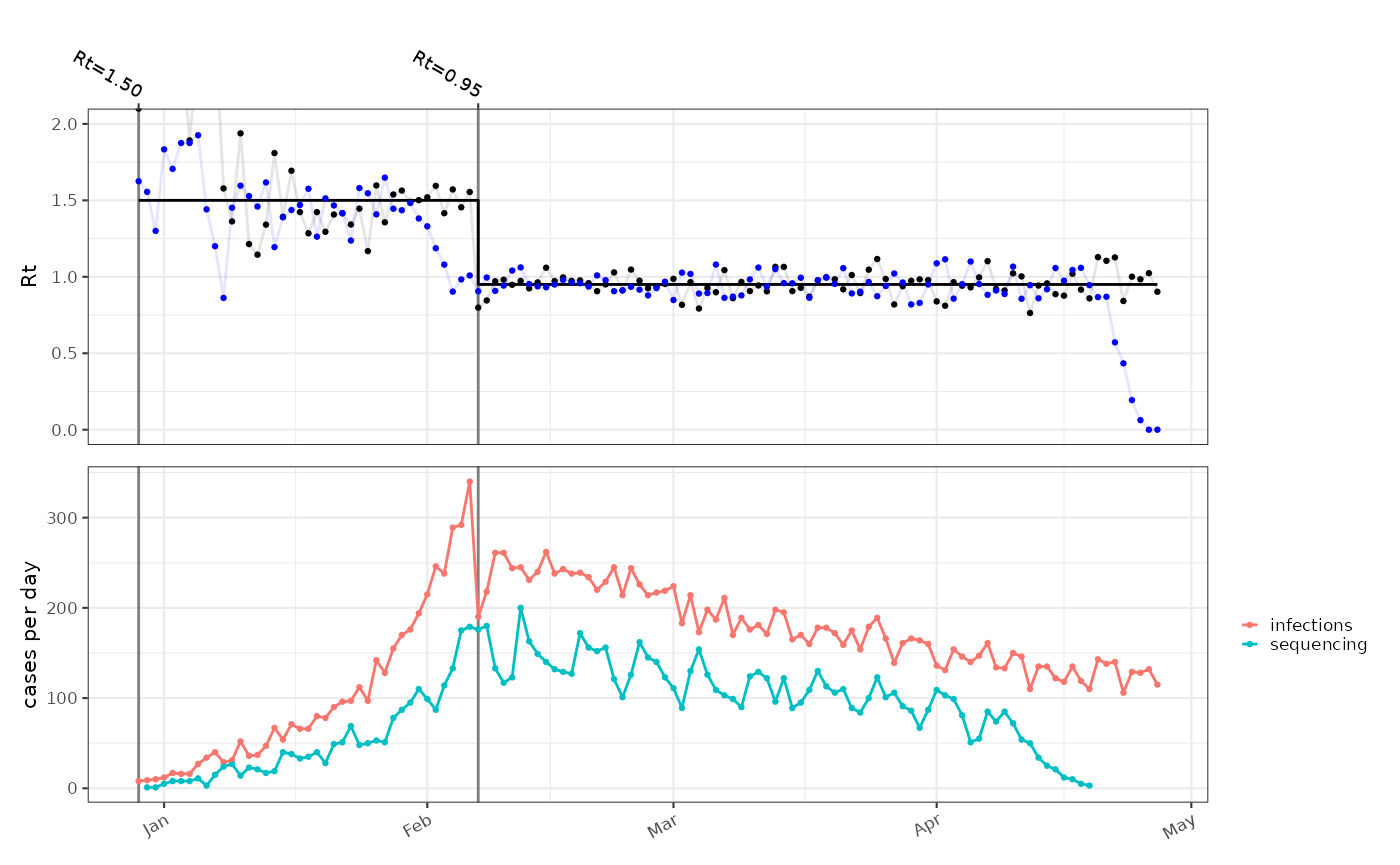 Rt=1.50
Rt=0.95
2.0
1.5
1.0
0.5
0.0
Rt
300
200
100
0
cases per day
Jan
Feb
Mar
Apr
May
infections
sequencing